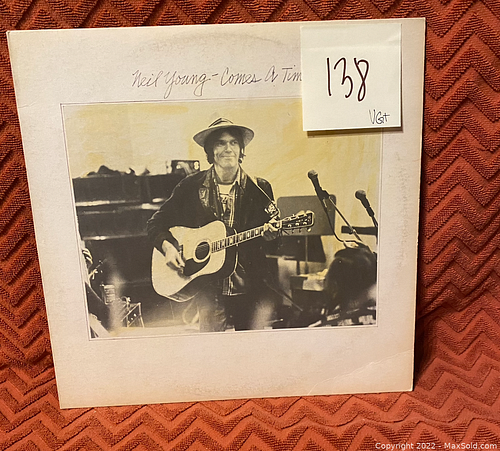 Neil Young - Comes A Tim
138
VG+
Copyright 2022 - MaxSold.com